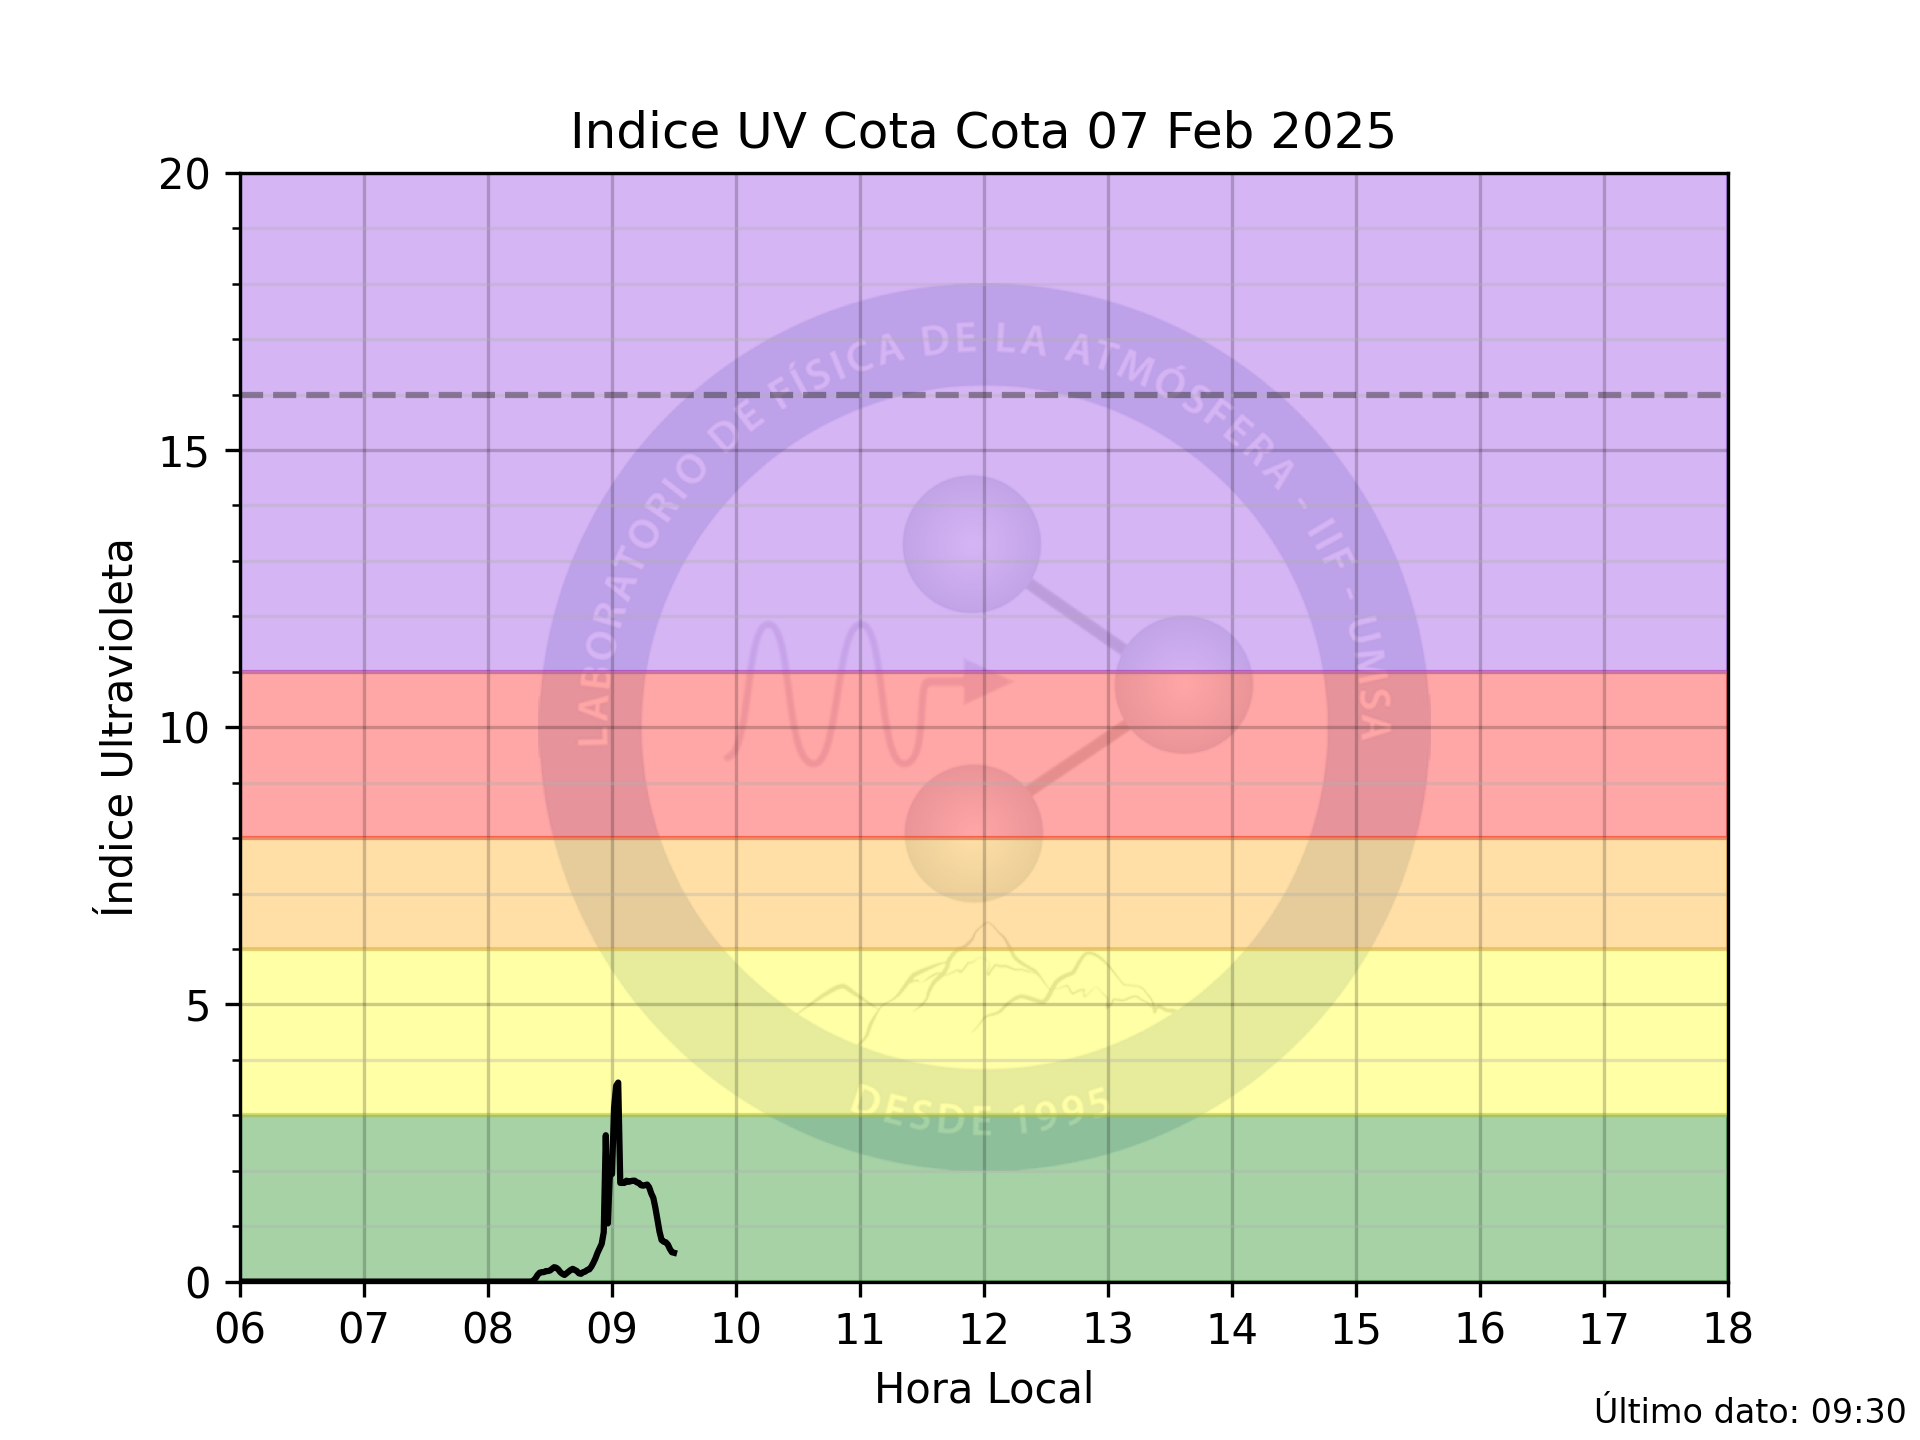 Indice UV Cota Cota 07 Feb 2025
20
15
10
5
0
Índice Ultravioleta
LABORATORIO DE FÍSICA DE LA ATMÓSFERA - IIF - UMSA
DESDE 1995
06 07 08 09 10 11 12 13 14 15 16 17 18
Hora Local
Último dato: 09:30